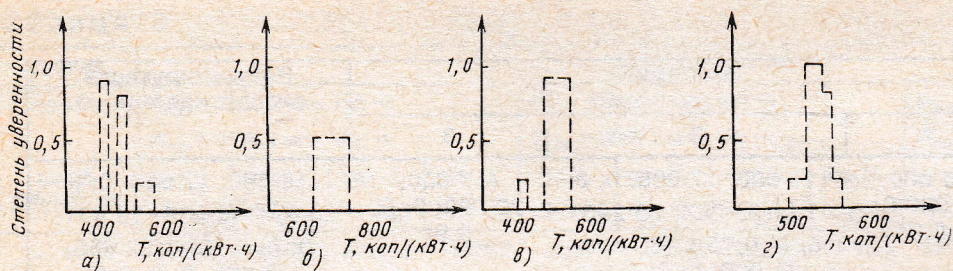 Степень уверенности
1,0
0,5
400 600
T, коп/(кВт·ч)
а)
1,0
0,5
600 800
T, коп/(кВт·ч)
б)
1,0
0,5
400 600
T, коп/(кВт·ч)
в)
1,0
0,5
500 600
T, коп/(кВт·ч)
г)